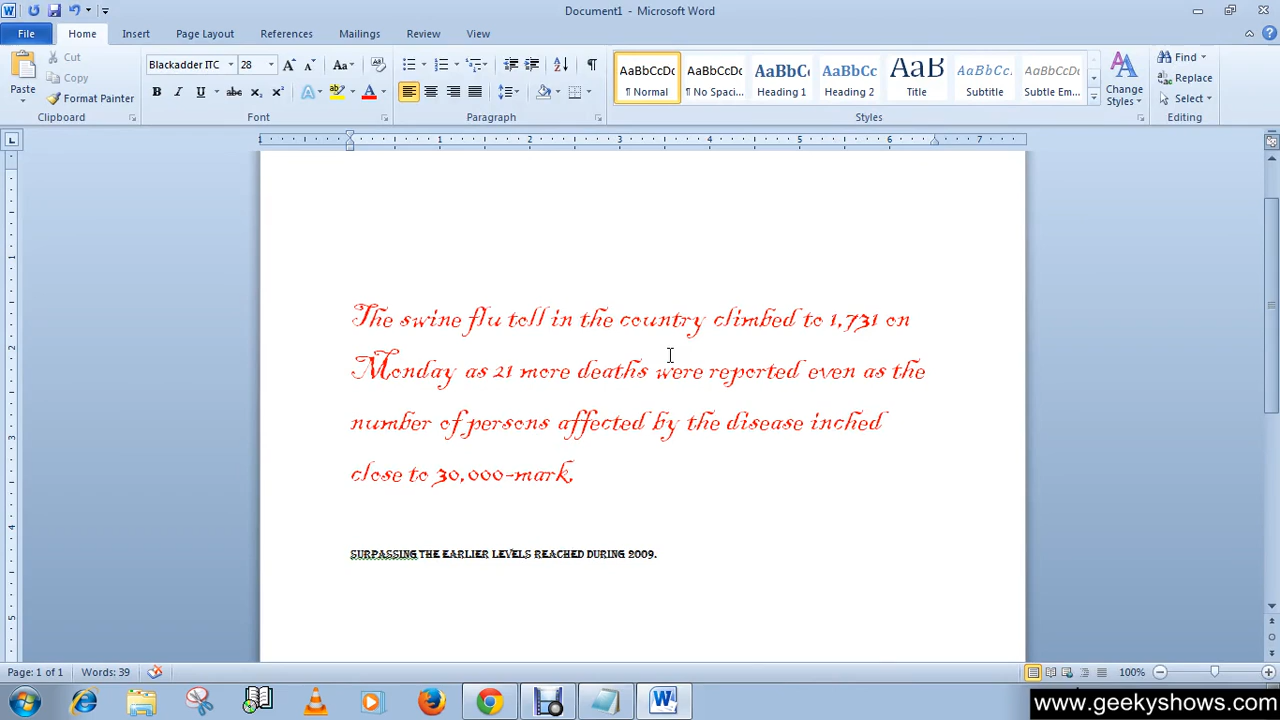 Document1 - Microsoft Word
File Home Insert Page Layout References Mailings Review View
Cut
Copy
Format Painter
Paste
Clipboard
Blackadder ITC 28
Font
Paragraph
AaBbCcDc AaBbCcDc AaBbCc AaBbCc AaB AaBbCc. AaBbCcDc
¶ Normal ¶ No Spaci... Heading 1 Heading 2 Title Subtitle Subtle Em...
Styles
Change Styles
Find
Replace
Select
Editing
The swine flu toll in the country climbed to 1,731 on
Monday as 21 more deaths were reported even as the
number of persons affected by the disease inched
close to 30,000-mark.
SURPASSING THE EARLIER LEVELS REACHED DURING 2009.
Page: 1 of 1 Words: 39 100%
www.geekyshows.com